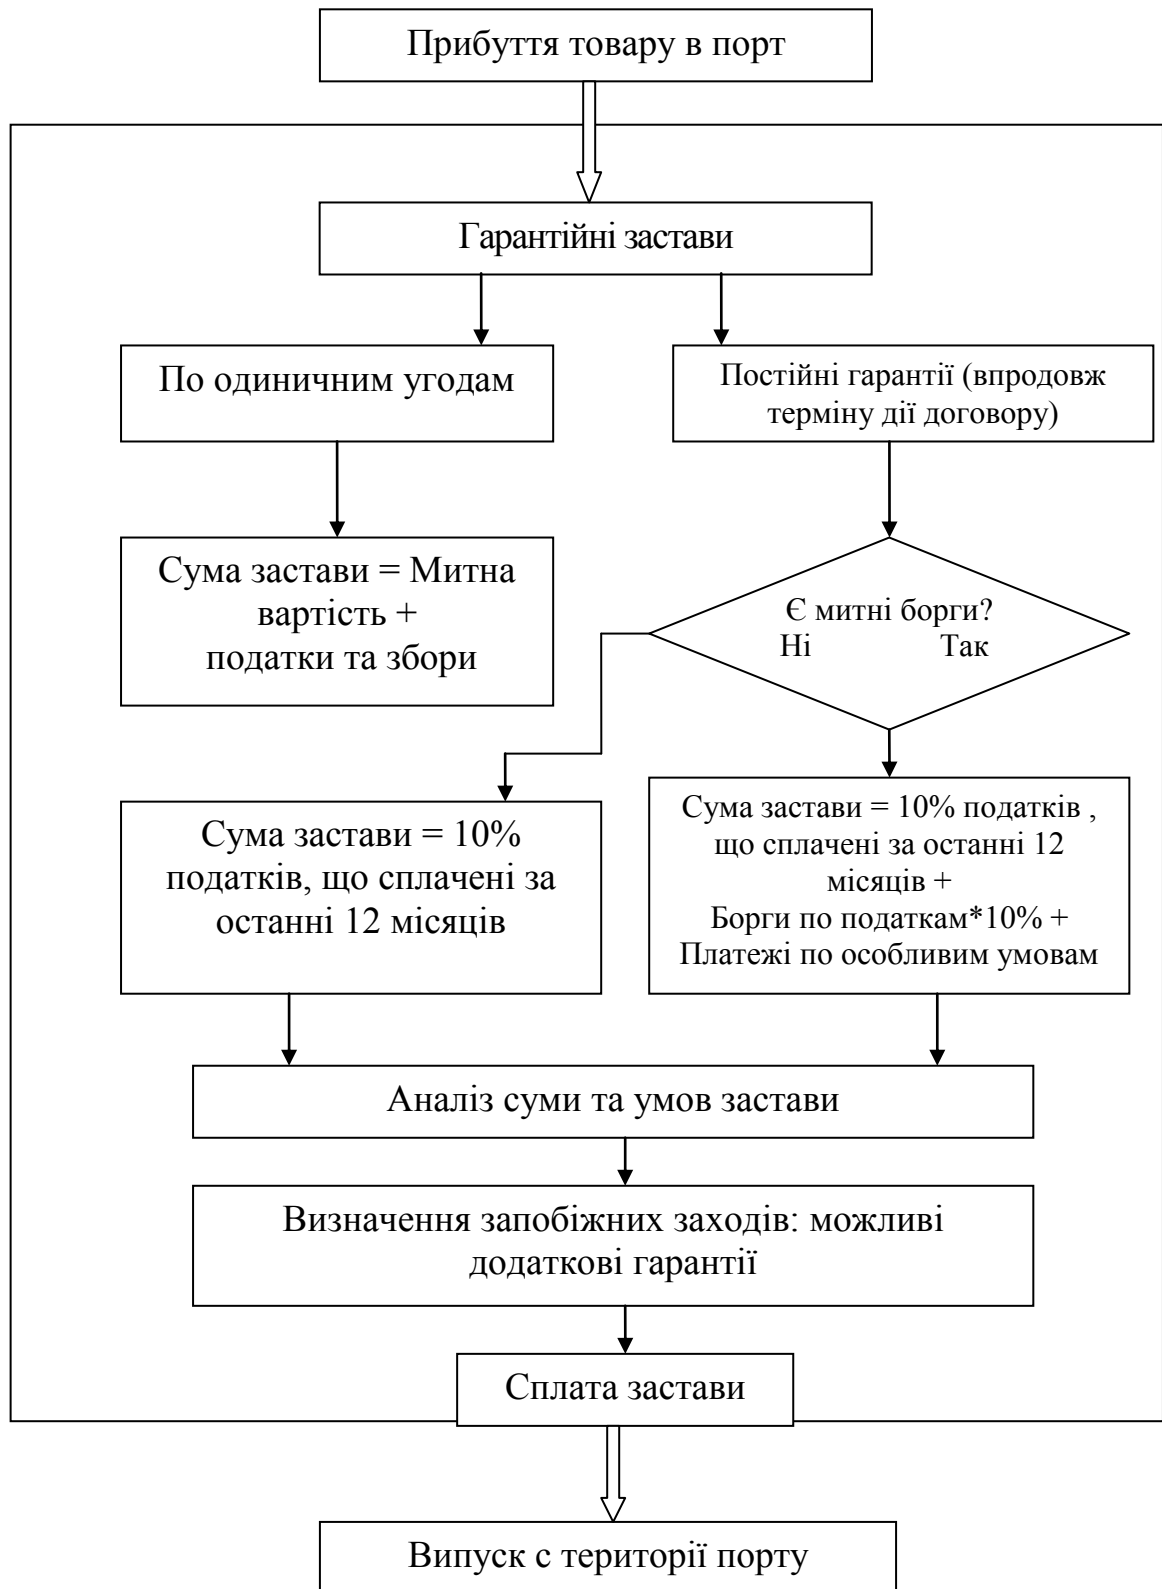 Прибуття товару в порт
Гарантійні застави
По одиничним угодам
Постійні гарантії (впродовж
терміну дії договору)
Сума застави = Митна
вартість +
податки та збори
Є митні борги?
Ні Так
Сума застави = 10%
податків, що сплачені за
останні 12 місяців
Сума застави = 10% податків ,
що сплачені за останні 12
місяців +
Борги по податкам*10% +
Платежі по особливим умовам
Аналіз суми та умов застави
Визначення запобіжних заходів: можливі
додаткові гарантії
Сплата застави
Випуск с території порту